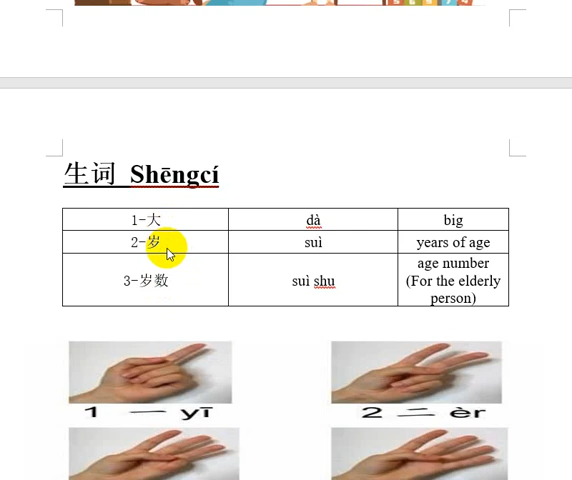 生词 Shēngcí
1-大 dà big
2-岁 suì years of age
3-岁数 suì shu age number
(For the elderly
person)
1 一 yī 2 二 èr